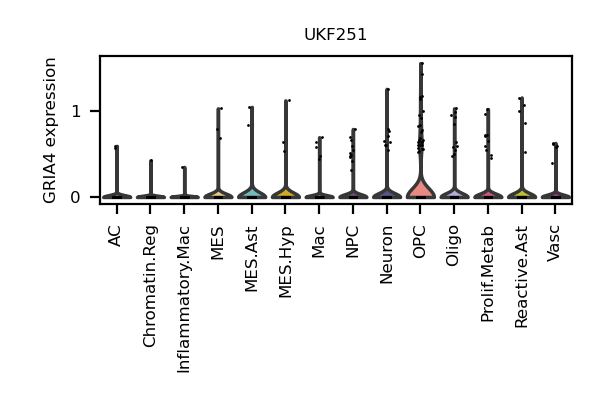 UKF251
GRIA4 expression
1
0
AC
Chromatin.Reg
Inflammatory.Mac
MES
MES.Ast
MES.Hyp
Mac
NPC
Neuron
OPC
Oligo
Prolif.Metab
Reactive.Ast
Vasc